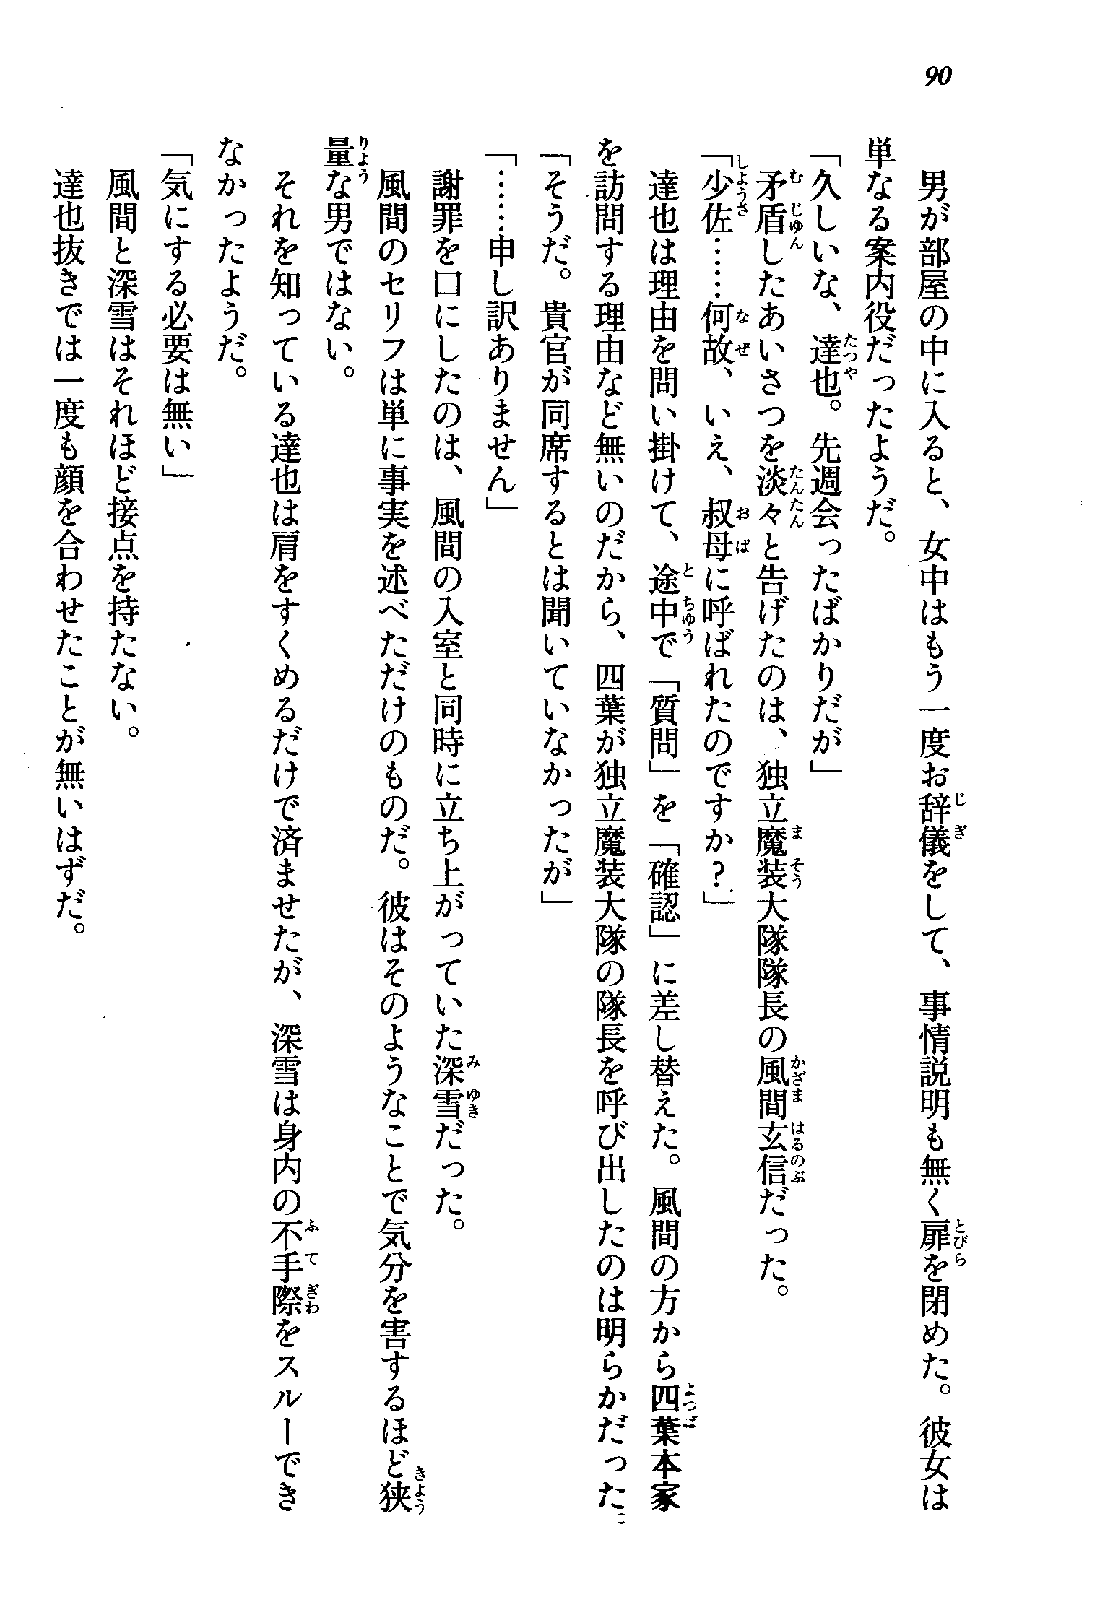 90
男が部屋の中に入ると、女中はもう一度お辞儀をして、事情説明も無く扉を閉めた。彼女は
単なる案内役だったようだ。
「久しいな、達也。先週会ったばかりだが」
矛盾したあいさつを淡々と告げたのは、独立魔装大隊隊長の風間玄信だった。
「少佐……何故、いえ、叔母に呼ばれたのですか？」
達也は理由を問い掛けて、途中で「質問」を「確認」に差し替えた。風間の方から四葉本家
を訪問する理由など無いのだから、四葉が独立魔装大隊の隊長を呼び出したのは明らかだった。
「そうだ。貴官が同席するとは聞いていなかったが」
「……申し訳ありません」
謝罪を口にしたのは、風間の入室と同時に立ち上がっていた深雪だった。
風間のセリフは単に事実を述べただけのものだ。彼はそのようなことで気分を害するほど狭
量な男ではない。
それを知っている達也は肩をすくめるだけで済ませたが、深雪は身内の不手際をスルーでき
なかったようだ。
「気にする必要は無い」
風間と深雪はそれほど接点を持たない。
達也抜きでは一度も顔を合わせたことが無いはずだ。